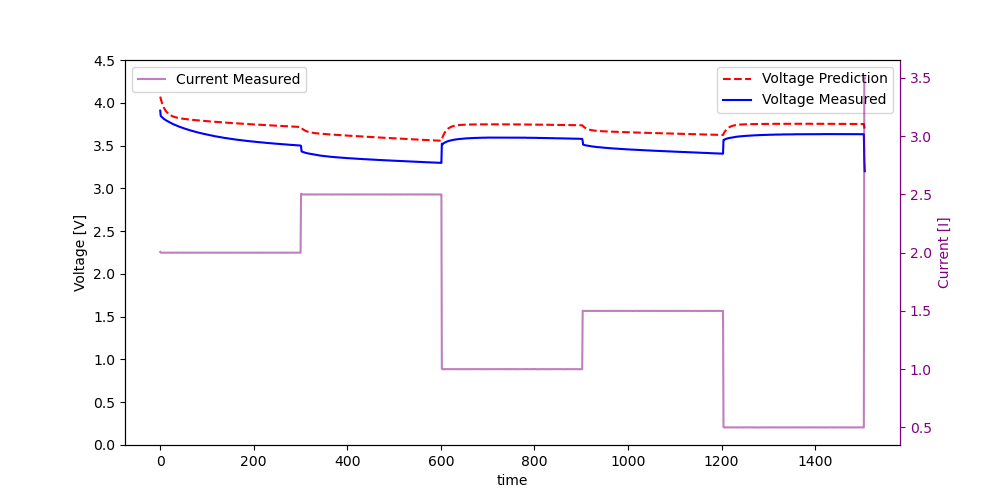 Current Measured
Voltage Prediction
Voltage Measured
4.5
4.0
3.5
3.0
2.5
2.0
1.5
1.0
0.5
0.0
Voltage [V]
3.5
3.0
2.5
2.0
1.5
1.0
0.5
Current [I]
0 200 400 600 800 1000 1200 1400
time